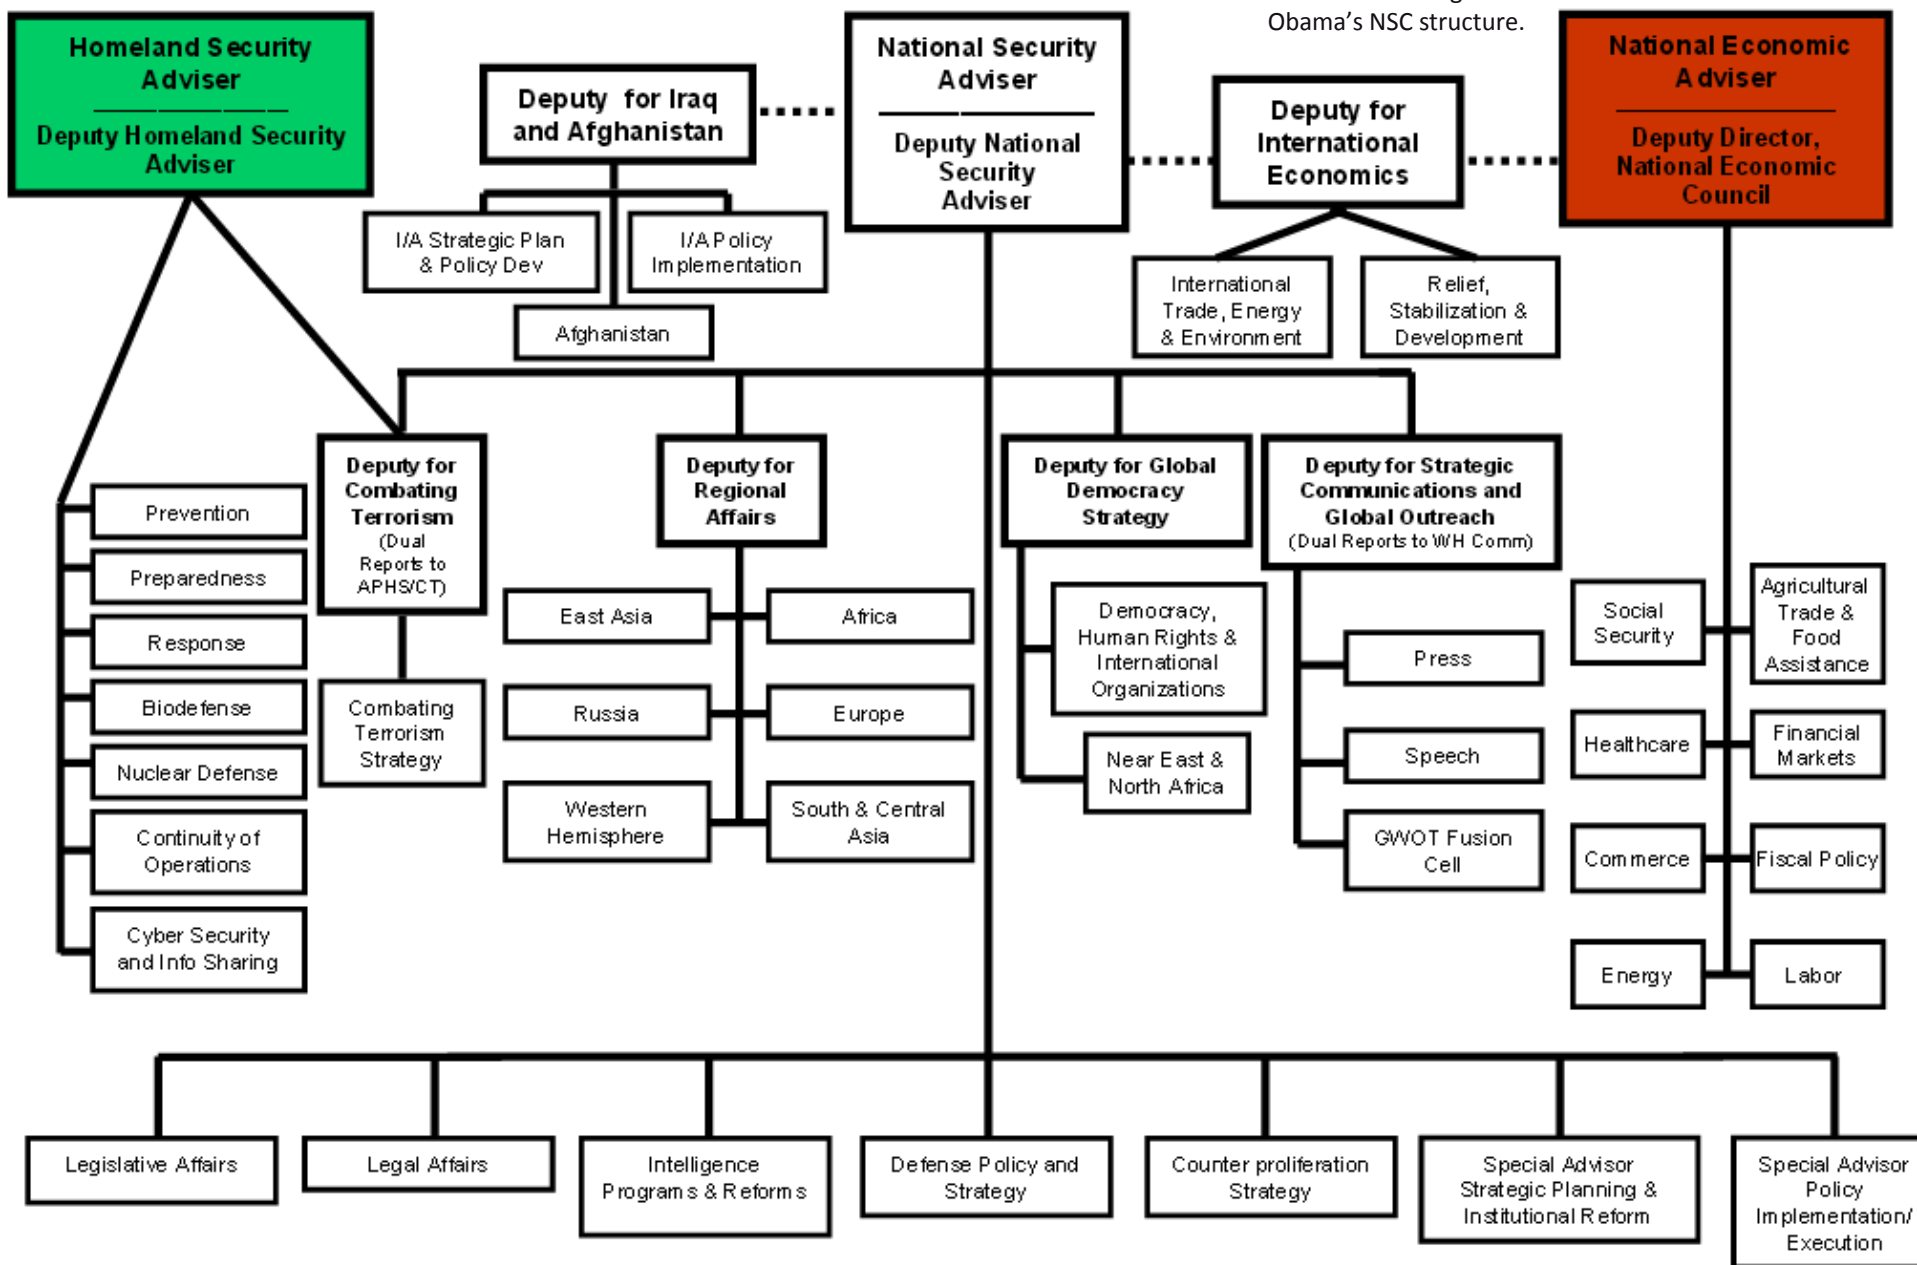 Obama’s NSC structure.
Homeland Security
Adviser
Deputy Homeland Security
Adviser
Deputy for Iraq
and Afghanistan
National Security
Adviser
Deputy National
Security
Adviser
Deputy for
International
Economics
National Economic
Adviser
Deputy Director,
National Economic
Council
I/A Strategic Plan
& Policy Dev
I/A Policy
Implementation
Afghanistan
International
Trade, Energy
& Environment
Relief,
Stabilization &
Development
Prevention
Preparedness
Response
Biodefense
Nuclear Defense
Continuity of
Operations
Cyber Security
and Info Sharing
Deputy for
Combating
Terrorism
(Dual
Reports to
APHS/CT)
Combating
Terrorism
Strategy
Deputy for
Regional
Affairs
East Asia
Africa
Russia
Europe
Western
Hemisphere
South & Central
Asia
Deputy for Global
Democracy
Strategy
Democracy,
Human Rights &
International
Organizations
Near East &
North Africa
Deputy for Strategic
Communications and
Global Outreach
(Dual Reports to WH Comm)
Press
Speech
GWOT Fusion
Cell
Social
Security
Agricultural
Trade &
Food
Assistance
Healthcare
Financial
Markets
Commerce
Fiscal Policy
Energy
Labor
Legislative Affairs
Legal Affairs
Intelligence
Programs & Reforms
Defense Policy and
Strategy
Counter proliferation
Strategy
Special Advisor
Strategic Planning &
Institutional Reform
Special Advisor
Policy
Implementation/
Execution